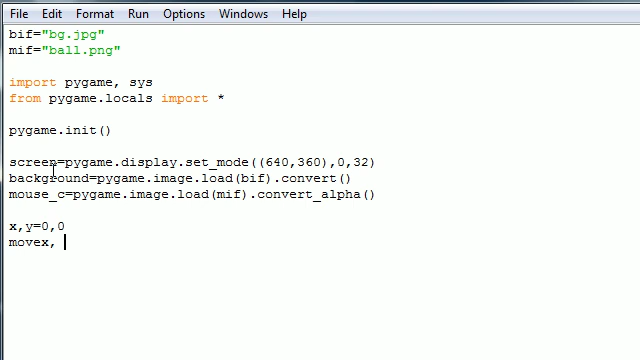 File Edit Format Run Options Windows Help
bif="bg.jpg"
mif="ball.png"
import pygame, sys
from pygame.locals import *
pygame.init()
screen=pygame.display.set_mode((640,360),0,32)
background=pygame.image.load(bif).convert()
mouse_c=pygame.image.load(mif).convert_alpha()
x,y=0,0
movex,